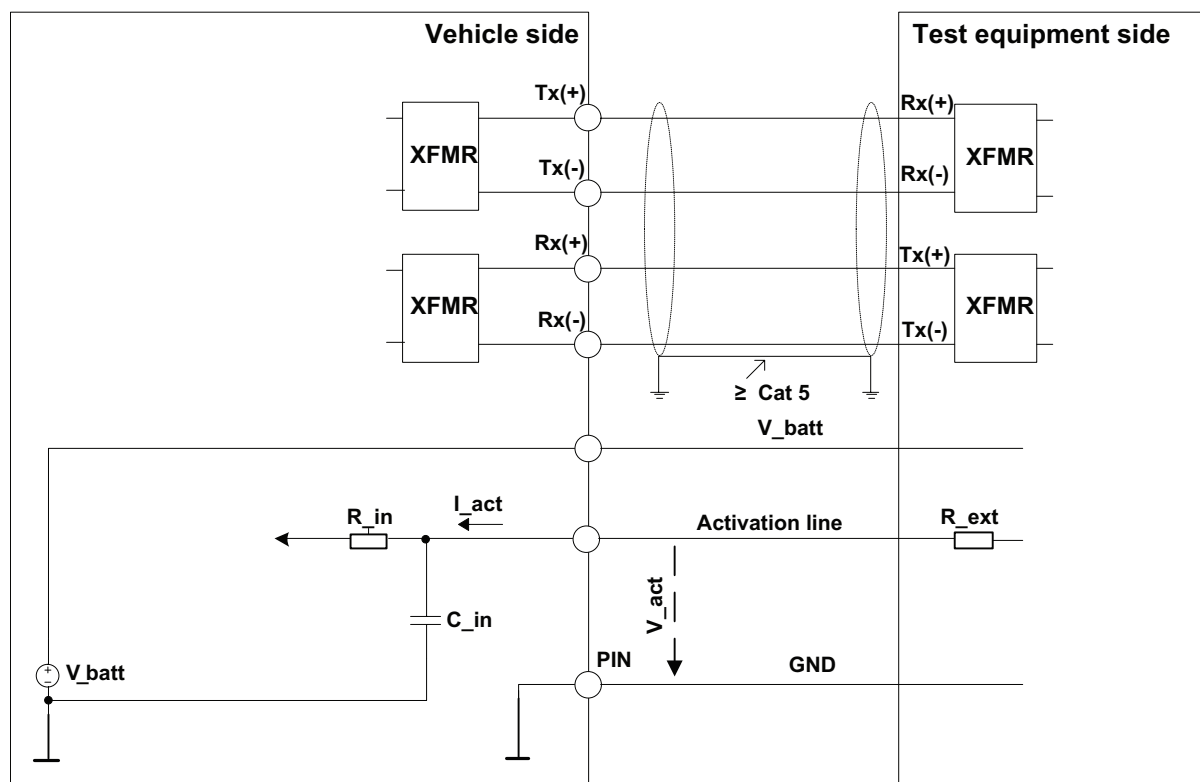 Vehicle side
Test equipment side
Tx(+)
Rx(+)
XFMR
XFMR
Tx(-)
Rx(-)
Rx(+)
Tx(+)
XFMR
XFMR
Rx(-)
Tx(-)
≥ Cat 5
V_batt
I_act
R_in
Activation line
R_ext
V_act
C_in
PIN
GND
+
−
V_batt